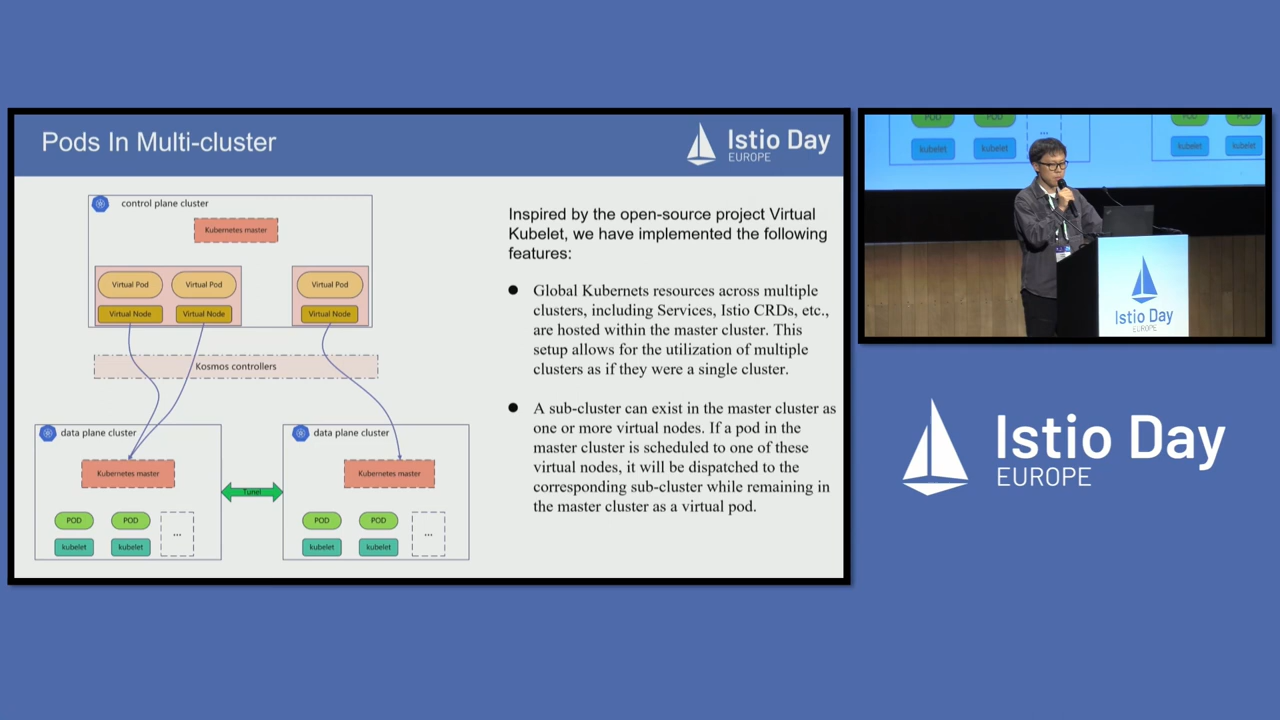 Pods In Multi-cluster
Istio Day
EUROPE
control plane cluster
Kubernetes master
Virtual Pod
Virtual Pod
Virtual Pod
Virtual Node
Virtual Node
Virtual Node
Kosmos controllers
data plane cluster
data plane cluster
Kubernetes master
Kubernetes master
Tunel
POD
POD
...
POD
POD
...
kubelet
kubelet
kubelet
kubelet
Inspired by the open-source project Virtual
Kubelet, we have implemented the following
features:
● Global Kubernets resources across multiple
clusters, including Services, Istio CRDs, etc.,
are hosted within the master cluster. This
setup allows for the utilization of multiple
clusters as if they were a single cluster.
● A sub-cluster can exist in the master cluster as
one or more virtual nodes. If a pod in the
master cluster is scheduled to one of these
virtual nodes, it will be dispatched to the
corresponding sub-cluster while remaining in
the master cluster as a virtual pod.
POD
POD
...
POD
POD
kubelet
kubelet
kubelet
kubelet
Istio Day
EUROPE
Istio Day
EUROPE